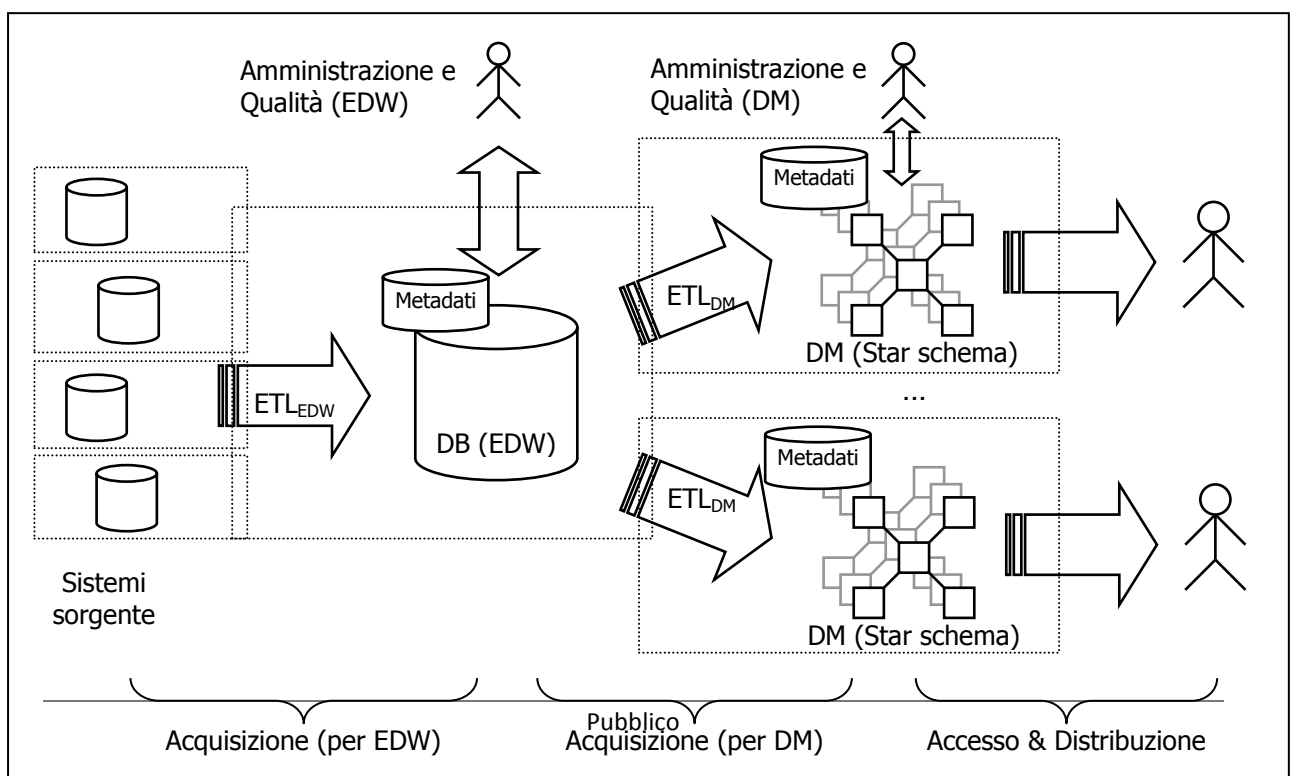 Amministrazione e
Qualità (EDW)
Amministrazione e
Qualità (DM)
Metadati
Metadati
ETLDM
DM (Star schema)
...
ETLEDW
DB (EDW)
Metadati
ETLDM
DM (Star schema)
Sistemi
sorgente
Pubblico
Acquisizione (per EDW)
Acquisizione (per DM)
Accesso & Distribuzione